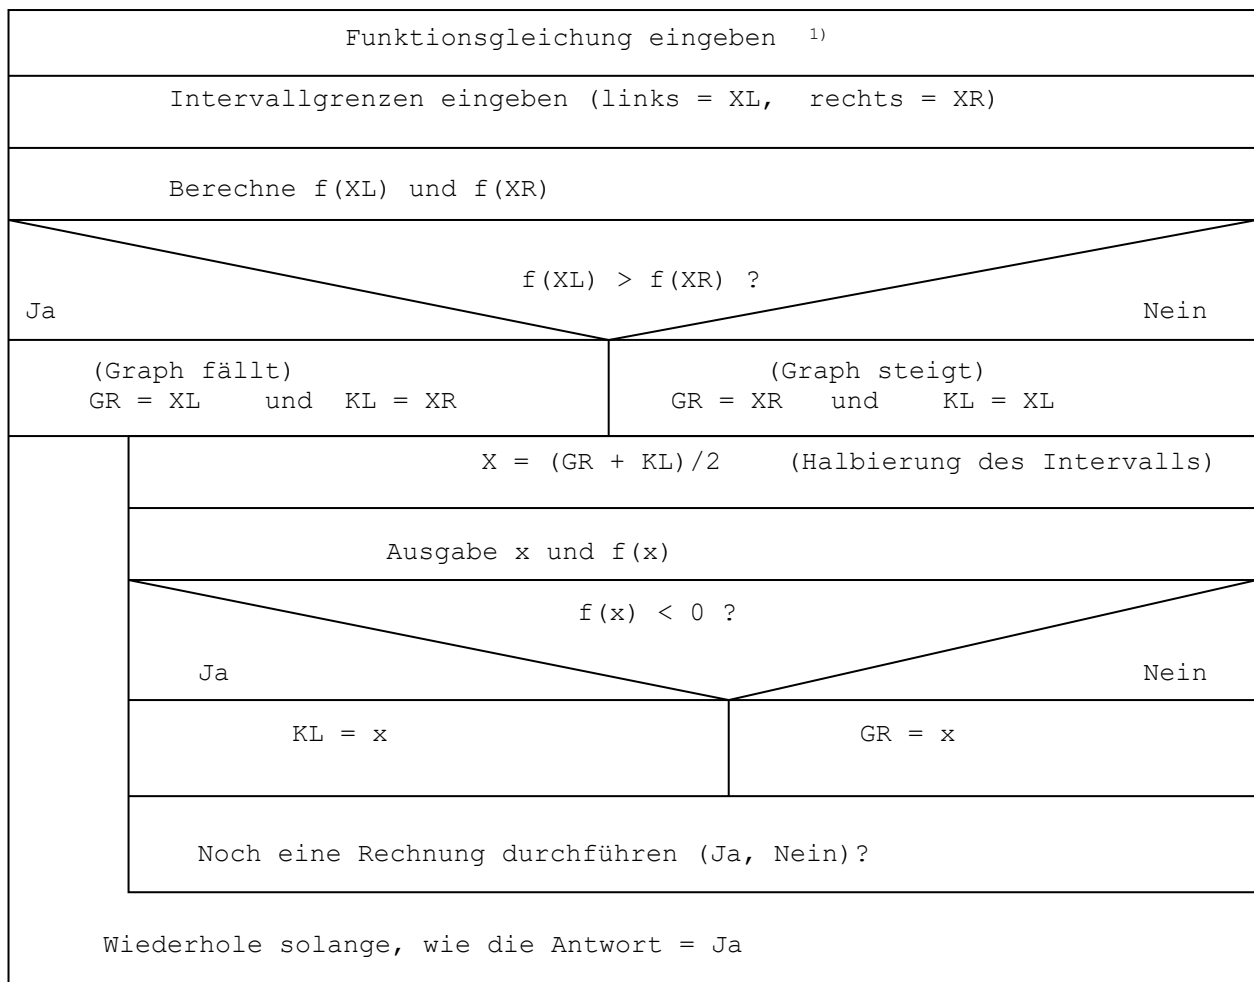 Funktionsgleichung eingeben 1)
Intervallgrenzen eingeben (links = XL, rechts = XR)
Berechne f(XL) und f(XR)
f(XL) > f(XR) ?
Ja Nein
(Graph fällt) (Graph steigt)
GR = XL und KL = XR GR = XR und KL = XL
X = (GR + KL)/2 (Halbierung des Intervalls)
Ausgabe x und f(x)
f(x) < 0 ?
Ja Nein
KL = x GR = x
Noch eine Rechnung durchführen (Ja, Nein)?
Wiederhole solange, wie die Antwort = Ja